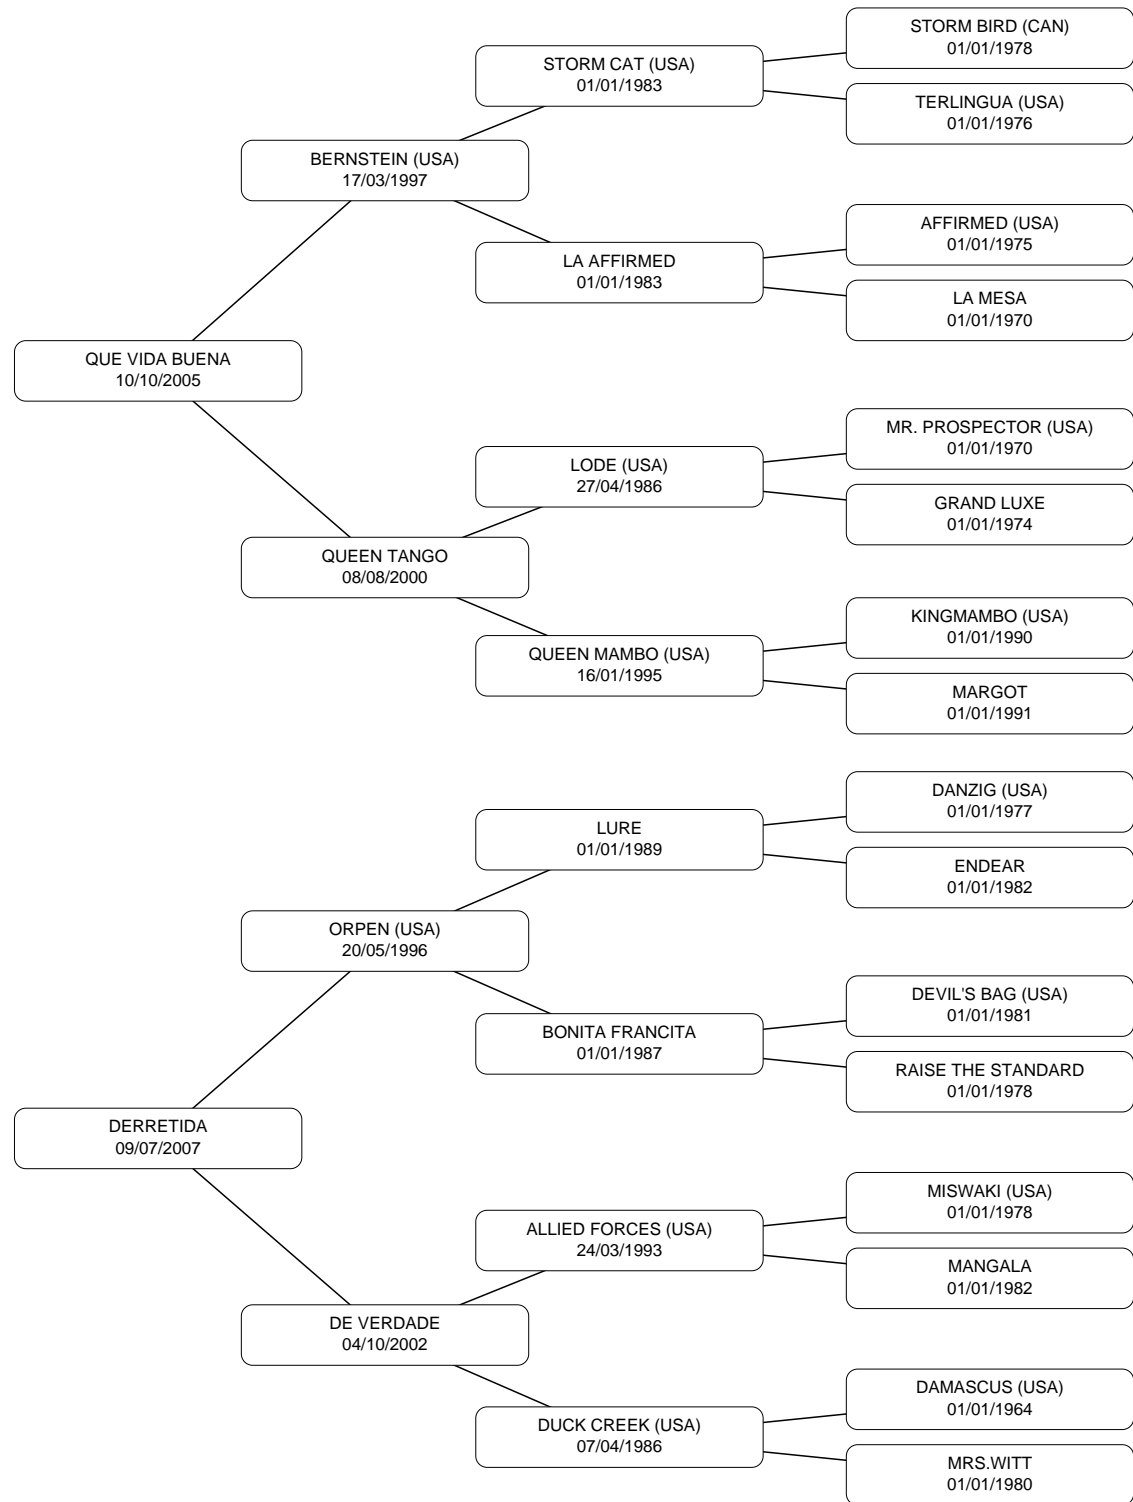 STORM BIRD (CAN)
01/01/1978
STORM CAT (USA)
01/01/1983
TERLINGUA (USA)
01/01/1976
BERNSTEIN (USA)
17/03/1997
AFFIRMED (USA)
01/01/1975
LA AFFIRMED
01/01/1983
LA MESA
01/01/1970
QUE VIDA BUENA
10/10/2005
MR. PROSPECTOR (USA)
01/01/1970
LODE (USA)
27/04/1986
GRAND LUXE
01/01/1974
QUEEN TANGO
08/08/2000
KINGMAMBO (USA)
01/01/1990
QUEEN MAMBO (USA)
16/01/1995
MARGOT
01/01/1991
DANZIG (USA)
01/01/1977
LURE
01/01/1989
ENDEAR
01/01/1982
ORPEN (USA)
20/05/1996
DEVIL'S BAG (USA)
01/01/1981
BONITA FRANCITA
01/01/1987
RAISE THE STANDARD
01/01/1978
DERRETIDA
09/07/2007
MISWAKI (USA)
01/01/1978
ALLIED FORCES (USA)
24/03/1993
MANGALA
01/01/1982
DE VERDADE
04/10/2002
DAMASCUS (USA)
01/01/1964
DUCK CREEK (USA)
07/04/1986
MRS.WITT
01/01/1980